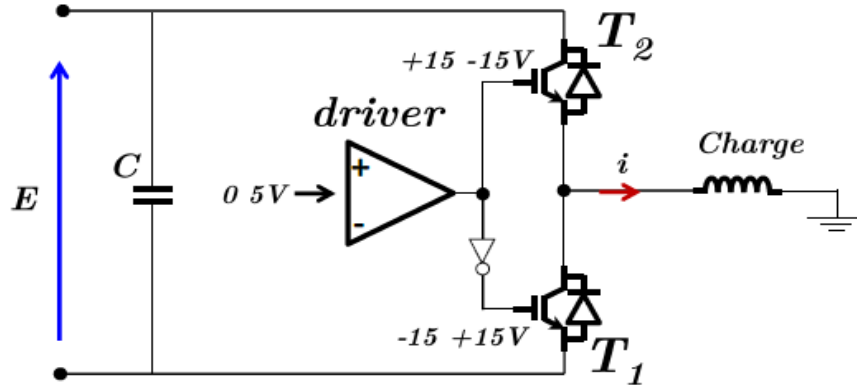 T2
+15 -15V
driver
Charge
i
C
+
E
0 5V
-
-15 +15V
T1